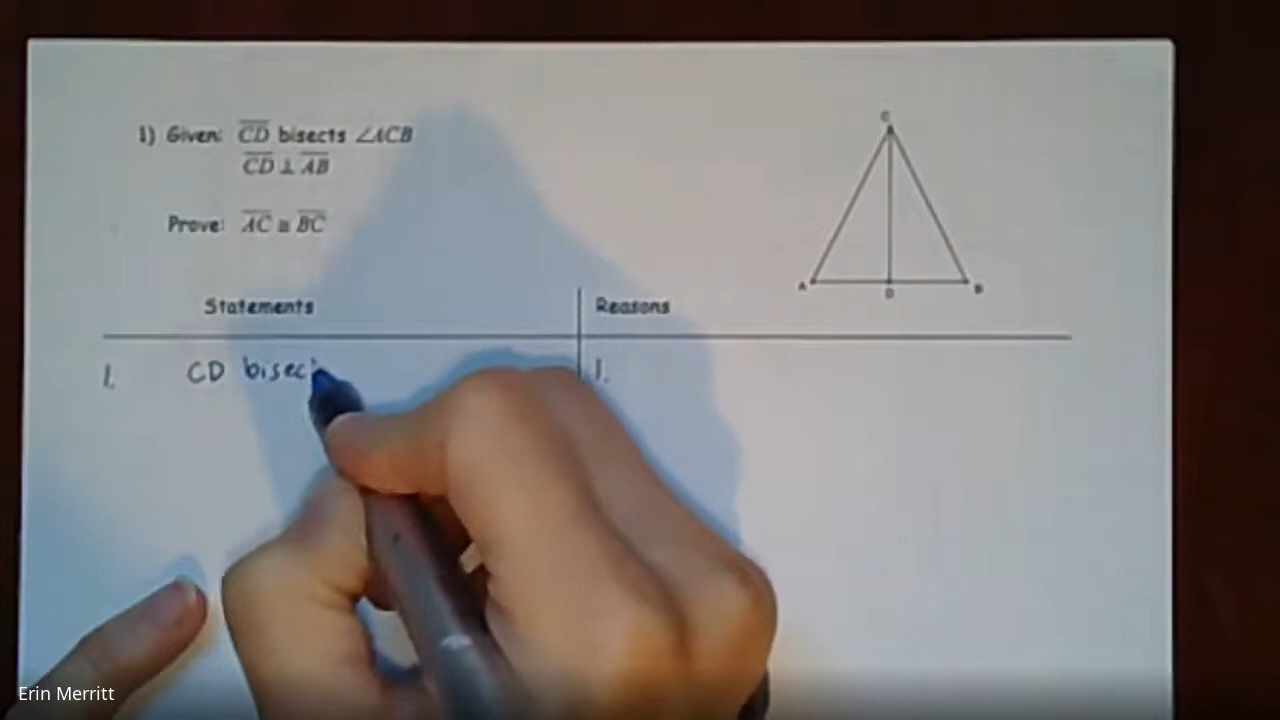 1) Given: CD bisects ∠ACB
CD ⊥ AB
Prove: AC ≅ BC
C
A
D
B
Statements
Reasons
1. CD bisec
1.
Erin Merritt